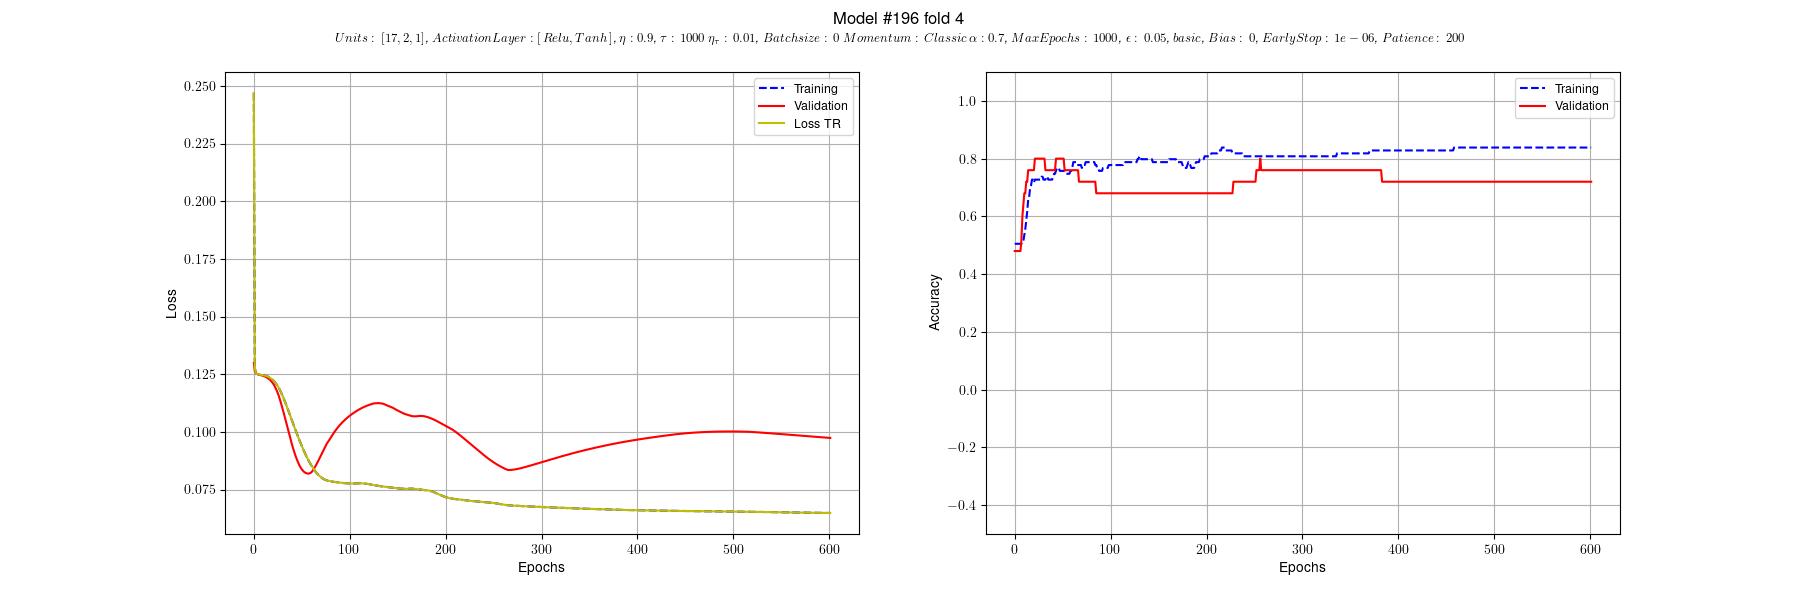 Model #196 fold 4
Units : [17, 2, 1], ActivationLayer : [Relu, Tanh], η : 0.9, τ : 1000 ητ : 0.01, Batchsize : 0 Momentum : Classic α : 0.7, MaxEpochs : 1000, ϵ : 0.05, basic, Bias : 0, EarlyStop : 1e − 06, Patience : 200
Loss
0.250
0.225
0.200
0.175
0.150
0.125
0.100
0.075
0 100 200 300 400 500 600
Epochs
Training
Validation
Loss TR
Accuracy
1.0
0.8
0.6
0.4
0.2
0.0
−0.2
−0.4
0 100 200 300 400 500 600
Epochs
Training
Validation